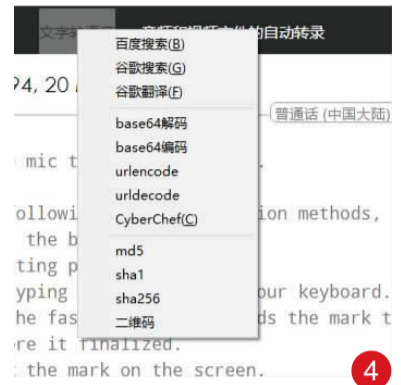 音频和视频文件的自动转录
94, 20
普通话 (中国大陆)
百度搜索(B)
谷歌搜索(G)
谷歌翻译(F)
base64解码
base64编码
urlencode
urldecode
CyberChef(C)
md5
sha1
sha256
二维码
mic t
ollowi
ion methods,
the b
ting p
yping
our keyboard.
he fas
ds the mark t
re it finalized.
the mark on the screen.
4